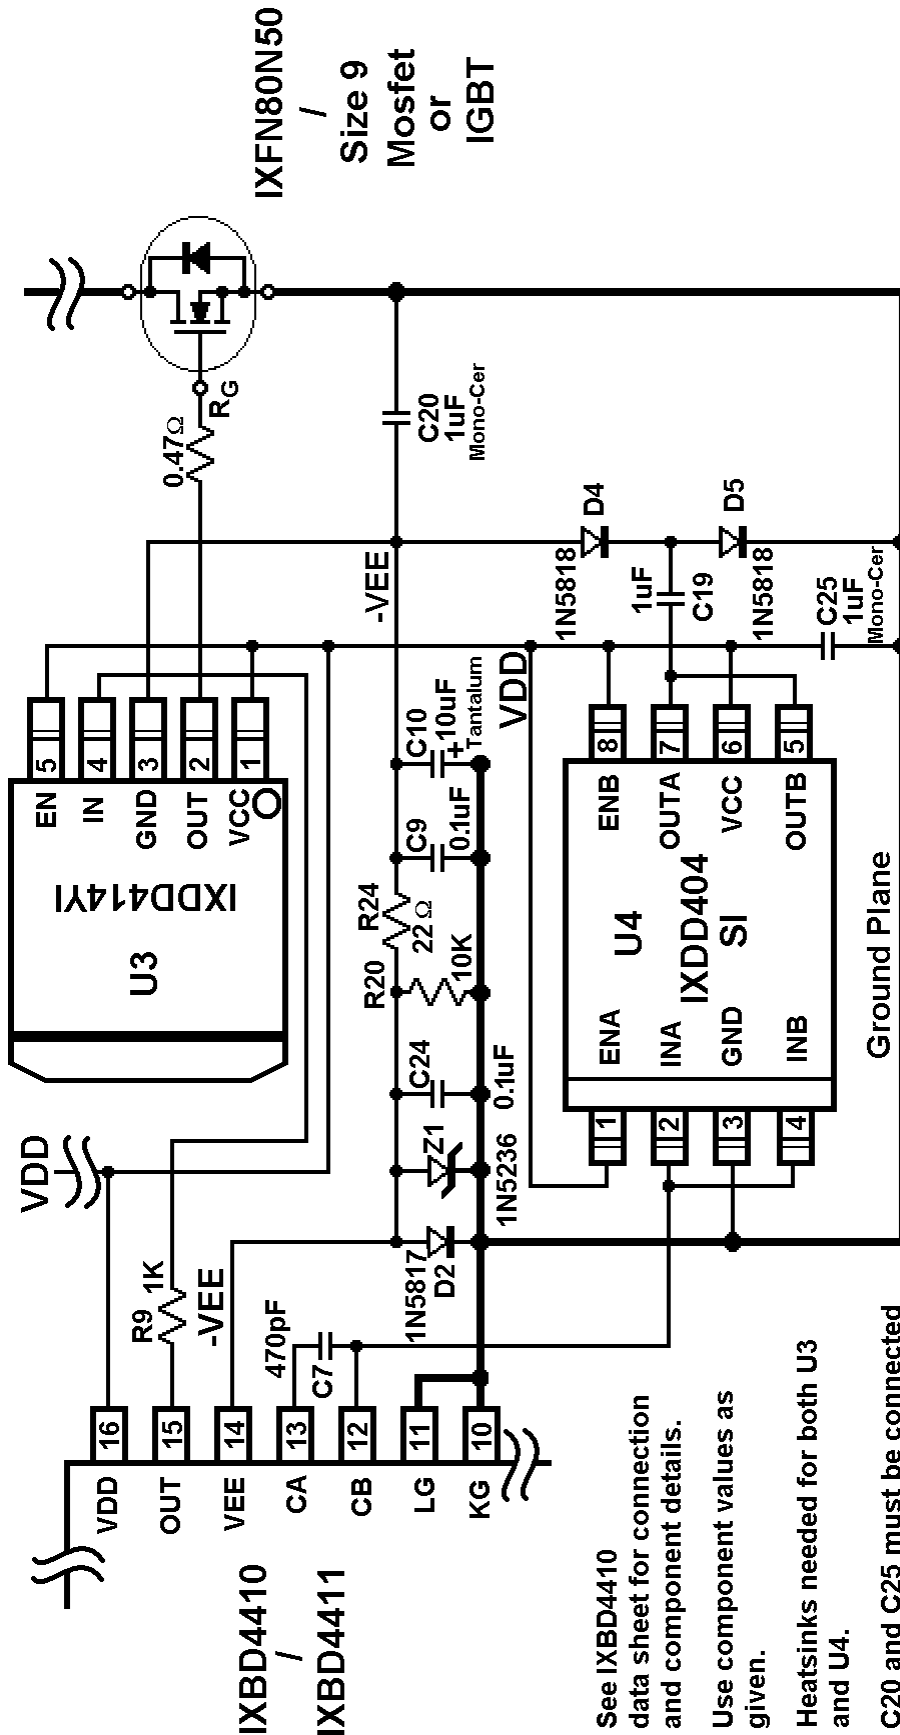 IXBD4410
/
IXBD4411
VDD
OUT
VEE
CA
CB
LG
KG
16
15
14
13
12
11
10
R9
1K
-VEE
470pF
C7
VDD
U3
IXDD414YI
EN
IN
GND
OUT
VCC
5
4
3
2
1
0.47Ω
RG
IXFN80N50
/
Size 9
Mosfet
or
IGBT
1N5817
D2
Z1
1N5236
C24
0.1uF
R20
10K
R24
22 Ω
C9
0.1uF
C10
10uF
+
Tantalum
-VEE
C20
1uF
Mono-Cer
VDD
1N5818
D4
1uF
C19
1N5818
D5
C25
1uF
Mono-Cer
U4
IXDD404
SI
ENA
INA
GND
INB
1
2
3
4
ENB
OUTA
VCC
OUTB
8
7
6
5
Ground Plane
See IXBD4410
data sheet for connection
and component details.
Use component values as
given.
Heatsinks needed for both U3
and U4.
C20 and C25 must be connected